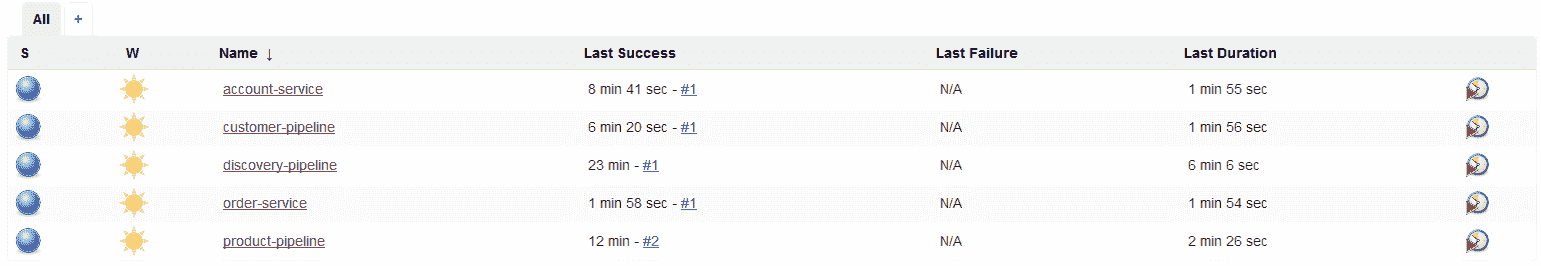 All +
S W Name ↓ Last Success Last Failure Last Duration
account-service 8 min 41 sec - #1 N/A 1 min 55 sec
customer-pipeline 6 min 20 sec - #1 N/A 1 min 56 sec
discovery-pipeline 23 min - #1 N/A 6 min 6 sec
order-service 1 min 58 sec - #1 N/A 1 min 54 sec
product-pipeline 12 min - #2 N/A 2 min 26 sec